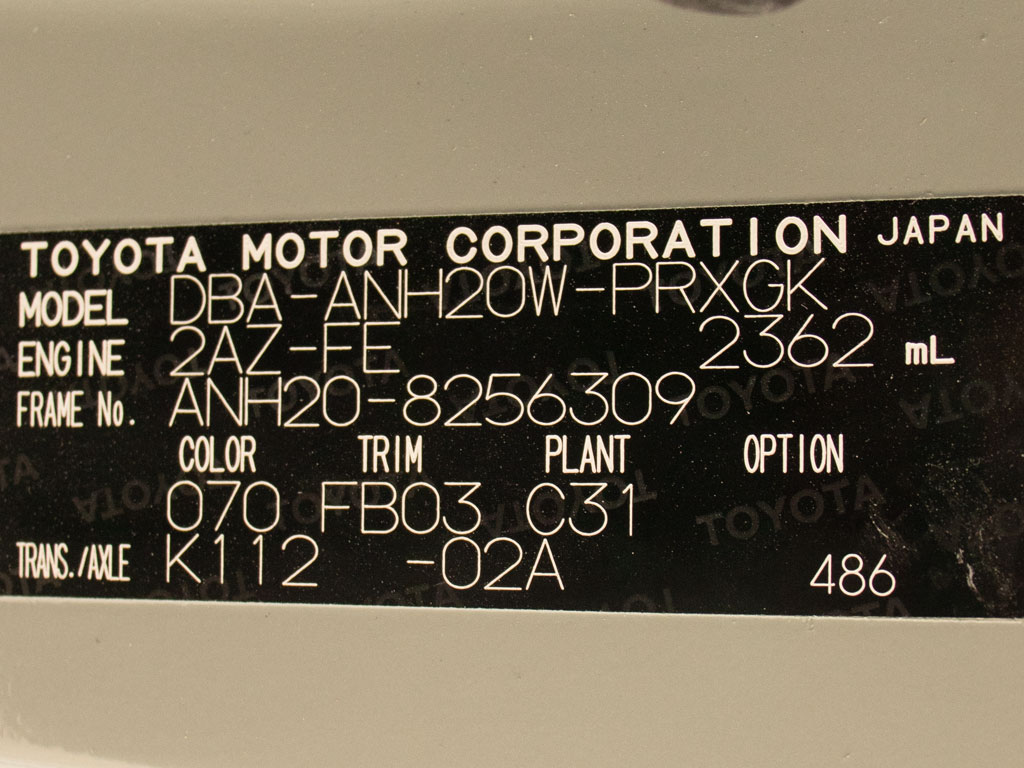 TOYOTA MOTOR CORPORATION JAPAN
MODEL DBA-ANH20W-PRXGK
ENGINE 2AZ-FE 2362 mL
FRAME No. ANH20-8256309
COLOR TRIM PLANT OPTION
070 FB03 C31
TRANS./AXLE K112 -02A 486